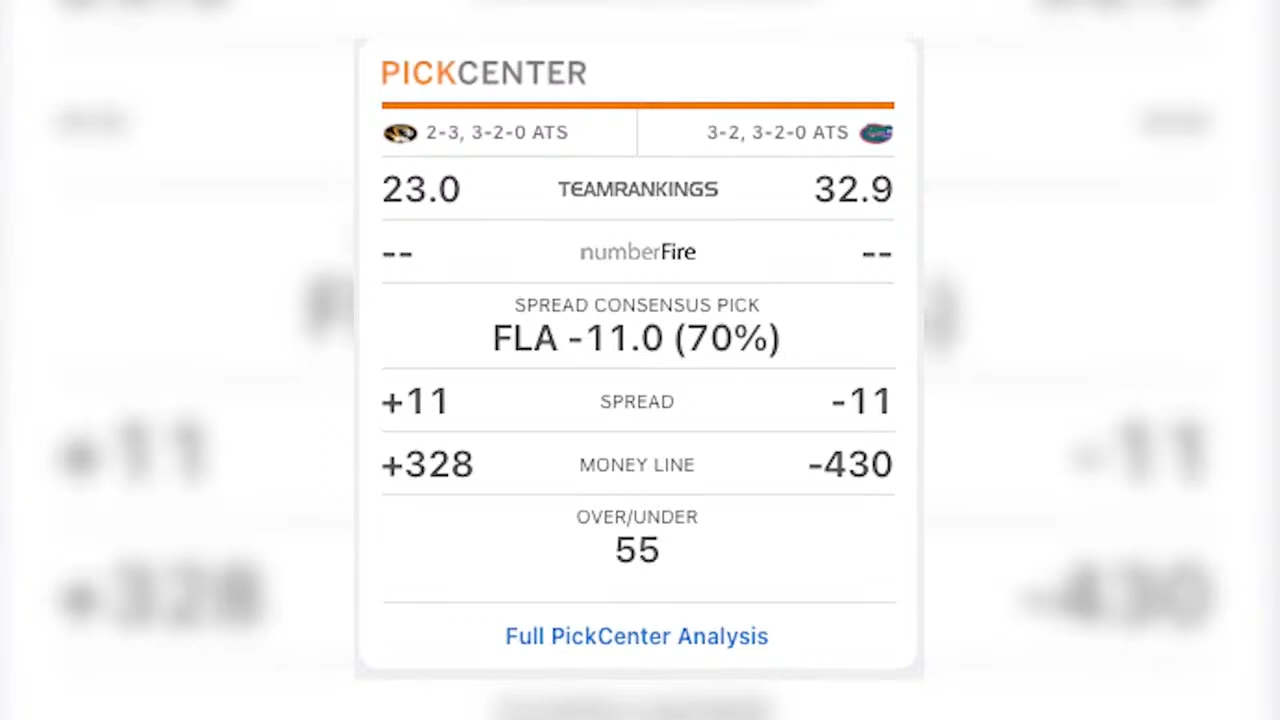 PICKCENTER
2-3, 3-2-0 ATS 3-2, 3-2-0 ATS
23.0 TEAMRANKINGS 32.9
-- numberFire --
SPREAD CONSENSUS PICK
FLA -11.0 (70%)
+11 SPREAD -11
+328 MONEY LINE -430
OVER/UNDER
55
Full PickCenter Analysis